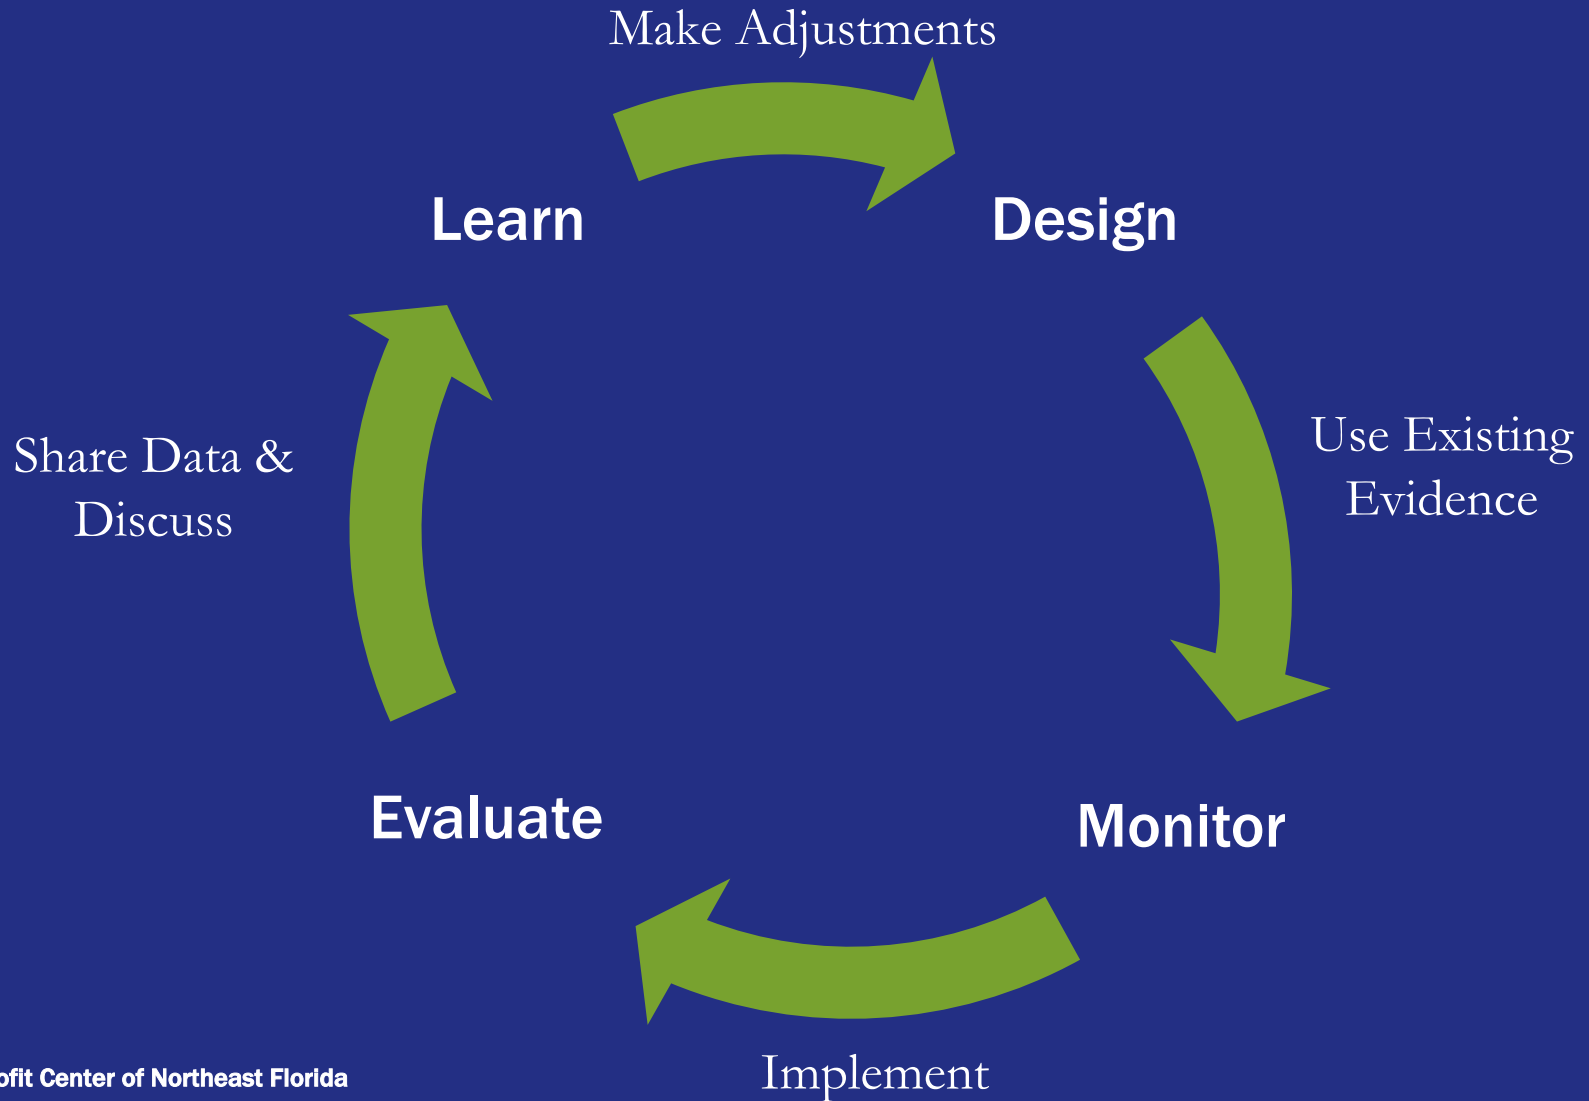 Make Adjustments
Learn
Design
Share Data &
Discuss
Use Existing
Evidence
Evaluate
Monitor
Implement
ofit Center of Northeast Florida